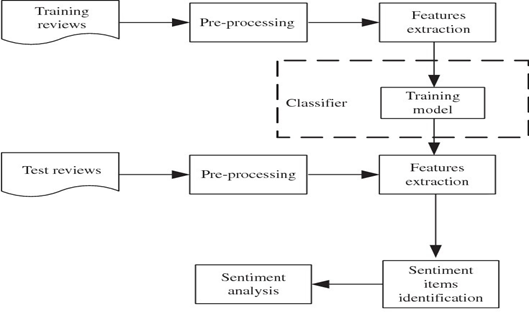 Training
reviews
Pre-processing
Features
extraction
Classifier
Training
model
Test reviews
Pre-processing
Features
extraction
Sentiment
analysis
Sentiment
items
identification